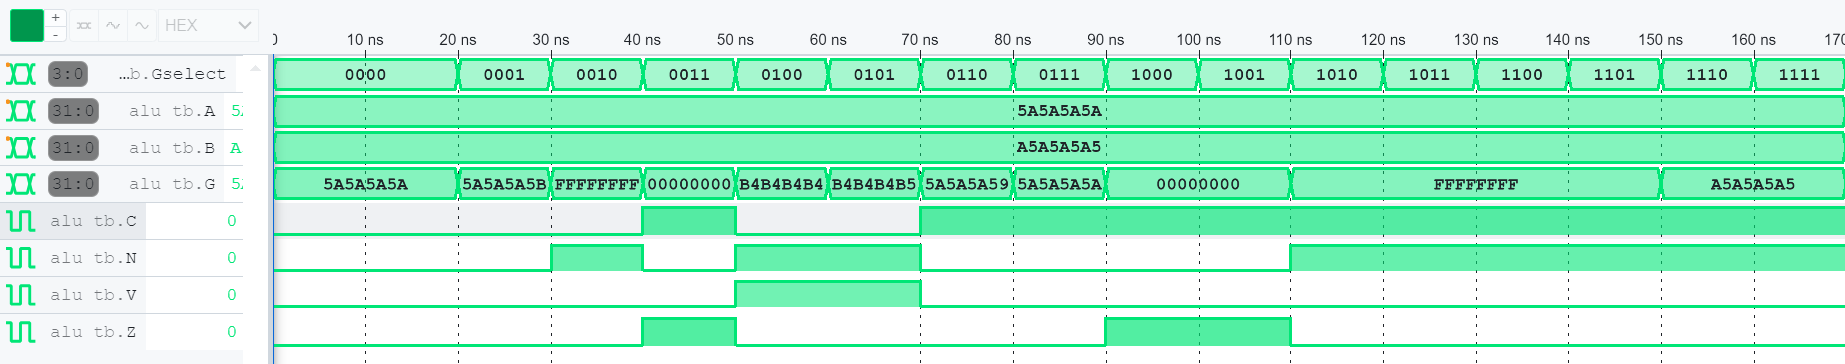 +
-
HEX
0 10 ns 20 ns 30 ns 40 ns 50 ns 60 ns 70 ns 80 ns 90 ns 100 ns 110 ns 120 ns 130 ns 140 ns 150 ns 160 ns 170
3:0 …b.Gselect 0000 0001 0010 0011 0100 0101 0110 0111 1000 1001 1010 1011 1100 1101 1110 1111
31:0 alu tb.A 5A 5A5A5A5A
31:0 alu tb.B A A5A5A5A5
31:0 alu tb.G 5A 5A5A5A5A 5A5A5A5B FFFFFFFF 00000000 B4B4B4B4 B4B4B4B5 5A5A5A59 5A5A5A5A 00000000 FFFFFFFF A5A5A5A5
alu tb.C 0
alu tb.N 0
alu tb.V 0
alu tb.Z 0